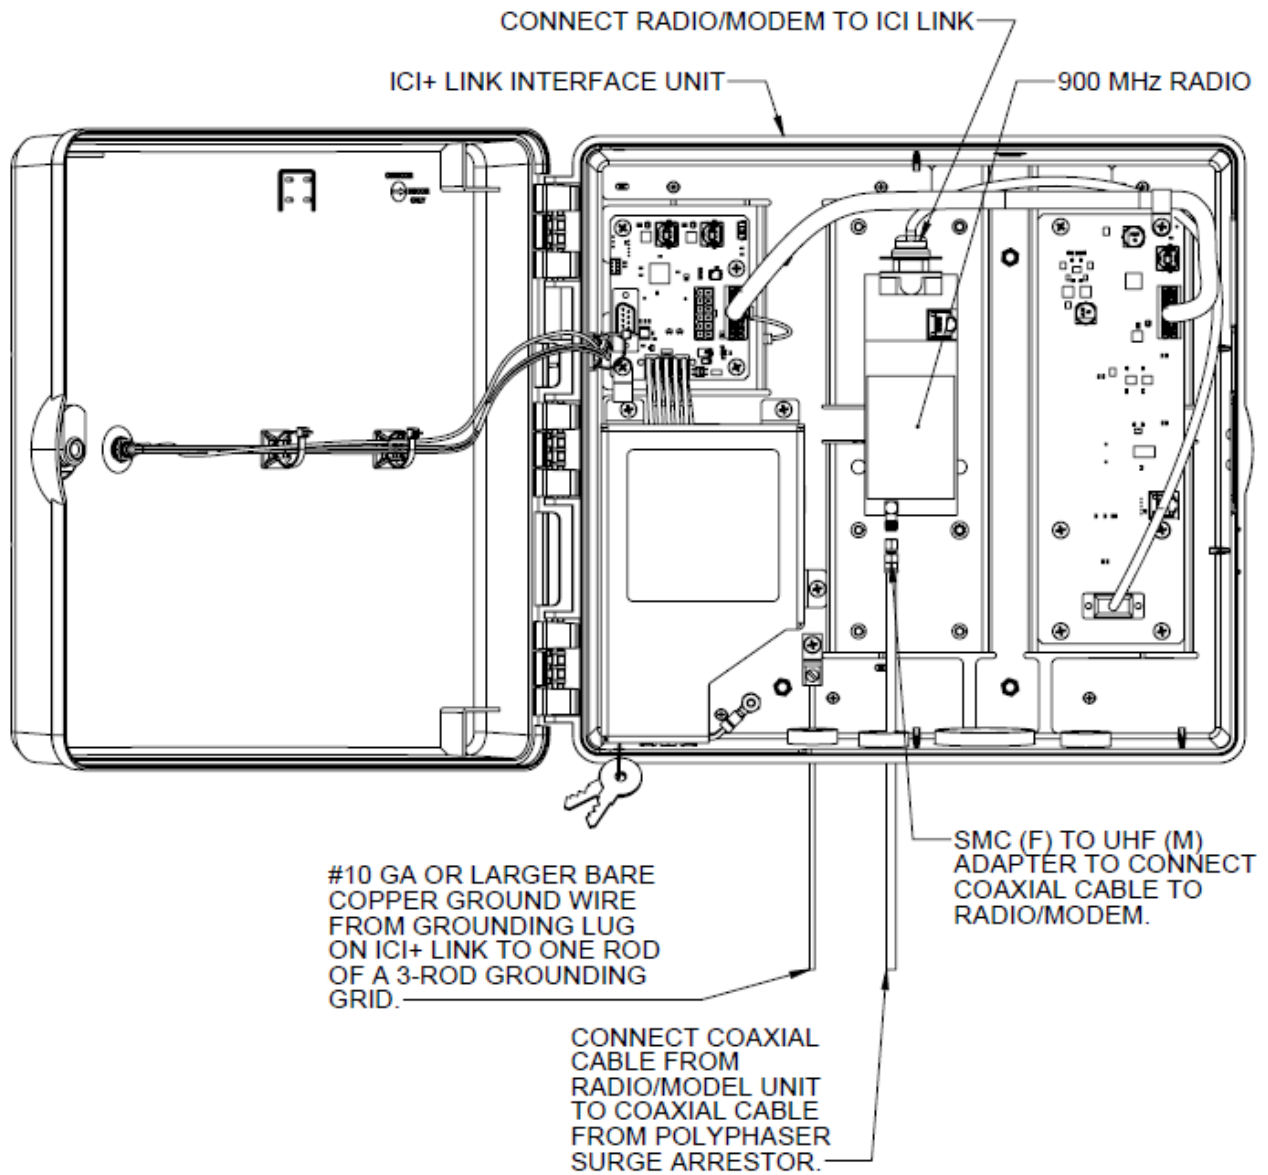 CONNECT RADIO/MODEM TO ICI LINK
ICI+ LINK INTERFACE UNIT
900 MHz RADIO
SMC (F) TO UHF (M)
ADAPTER TO CONNECT
COAXIAL CABLE TO
RADIO/MODEM.
#10 GA OR LARGER BARE
COPPER GROUND WIRE
FROM GROUNDING LUG
ON ICI+ LINK TO ONE ROD
OF A 3-ROD GROUNDING
GRID.
CONNECT COAXIAL
CABLE FROM
RADIO/MODEL UNIT
TO COAXIAL CABLE
FROM POLYPHASER
SURGE ARRESTOR.